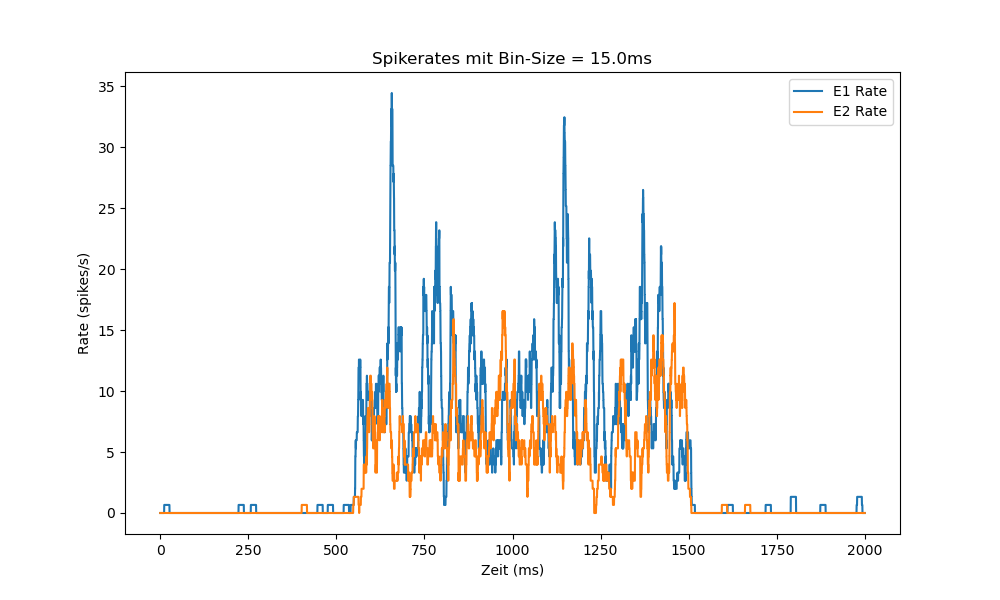 Spikerates mit Bin-Size = 15.0ms
E1 Rate
E2 Rate
Rate (spikes/s)
35
30
25
20
15
10
5
0
0 250 500 750 1000 1250 1500 1750 2000
Zeit (ms)